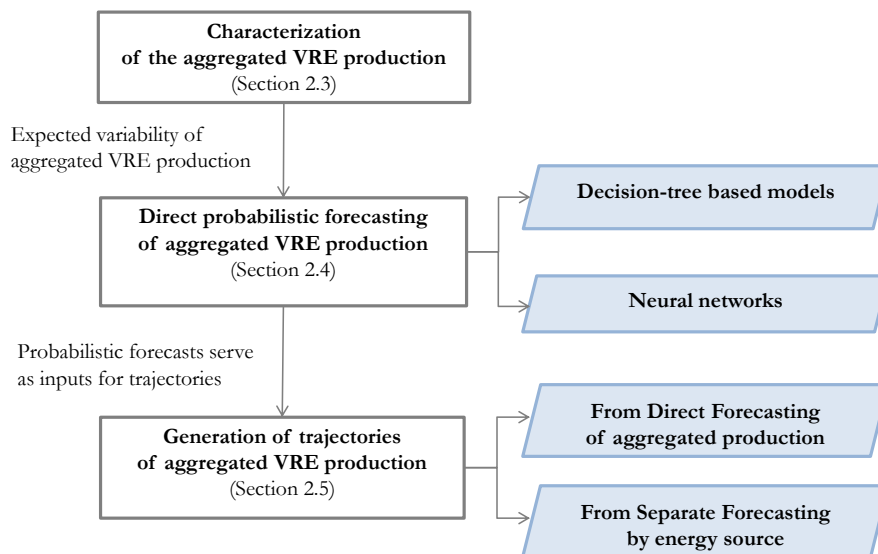 Characterization
of the aggregated VRE production
(Section 2.3)
Expected variability of
aggregated VRE production
Direct probabilistic forecasting
of aggregated VRE production
(Section 2.4)
Decision-tree based models
Neural networks
Probabilistic forecasts serve
as inputs for trajectories
Generation of trajectories
of aggregated VRE production
(Section 2.5)
From Direct Forecasting
of aggregated production
From Separate Forecasting
by energy source